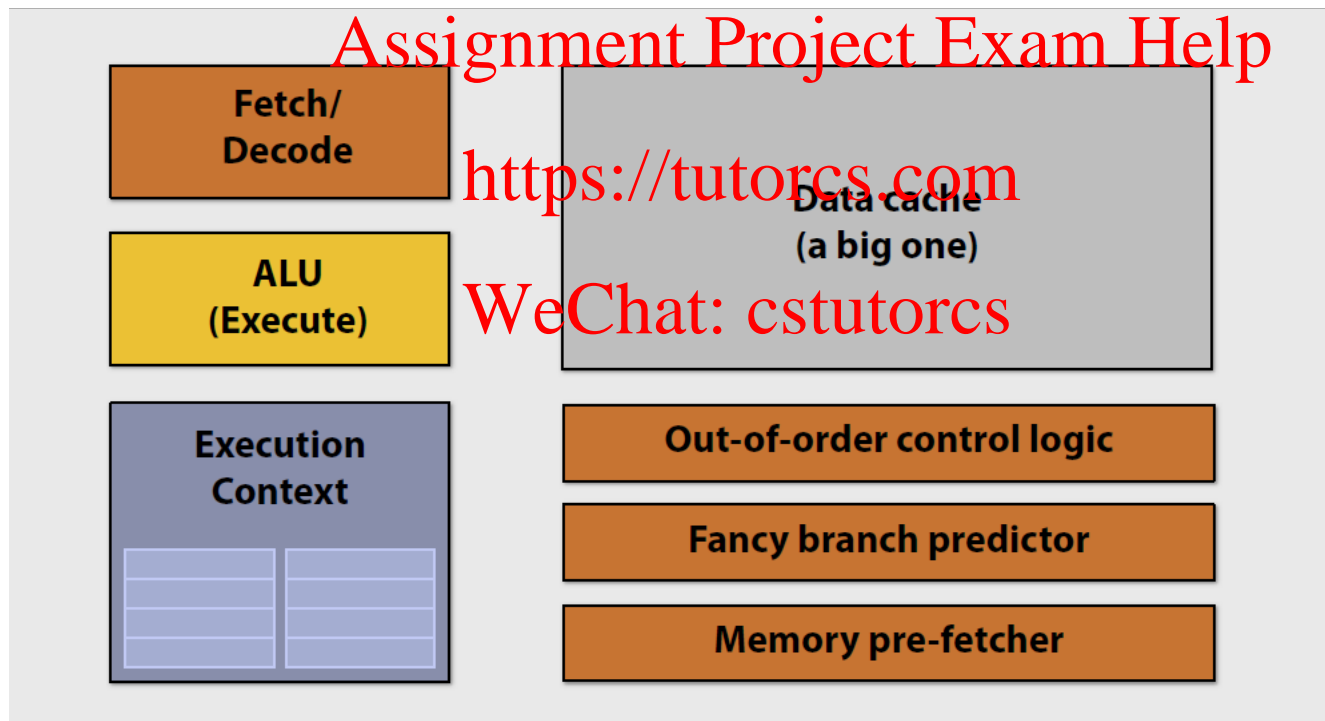 Assignment Project Exam Help
Fetch/
Decode
https://tutorcs.com
Data cache
(a big one)
ALU
(Execute)
WeChat: cstutorcs
Execution
Context
Out-of-order control logic
Fancy branch predictor
Memory pre-fetcher